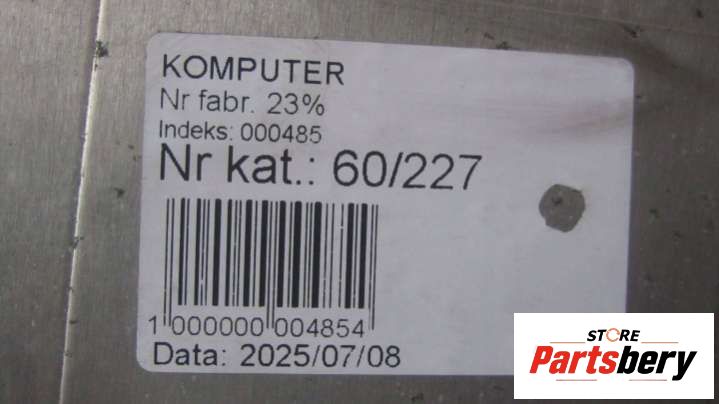 KOMPUTER
Nr fabr. 23%
Indeks: 000485
Nr kat.: 60/227
1 000000 004854
Data: 2025/07/08
STORE
Partsbery